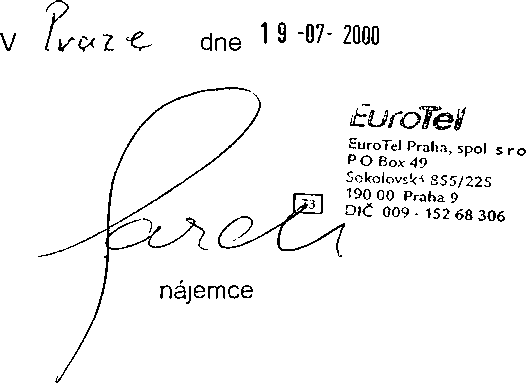 V Praze dne 19 -07- 2000
EuroTel
EuroTel Praha, spol s r o
P O Box 49
Sokolovská 855/225
190 00 Praha 9
DIČ 009 - 152 68 306
nájemce